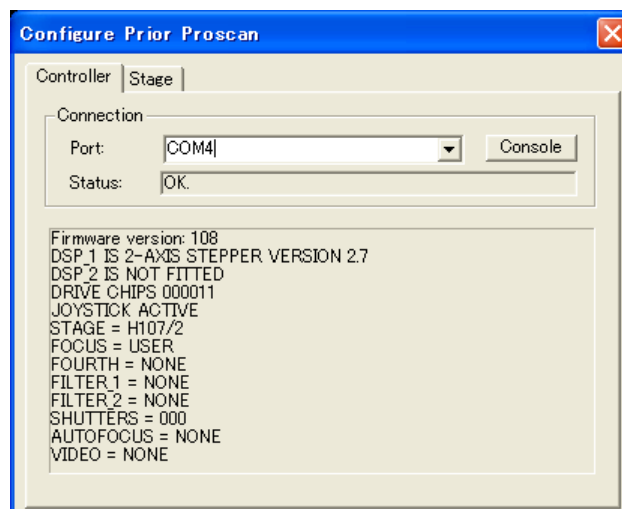 Configure Prior Proscan
Controller Stage
Connection
Port: COM4 Console
Status: OK.
Firmware version: 108
DSP_1 IS 2-AXIS STEPPER VERSION 2.7
DSP_2 IS NOT FITTED
DRIVE CHIPS 000011
JOYSTICK ACTIVE
STAGE = H107/2
FOCUS = USER
FOURTH = NONE
FILTER_1 = NONE
FILTER_2 = NONE
SHUTTERS = 000
AUTOFOCUS = NONE
VIDEO = NONE